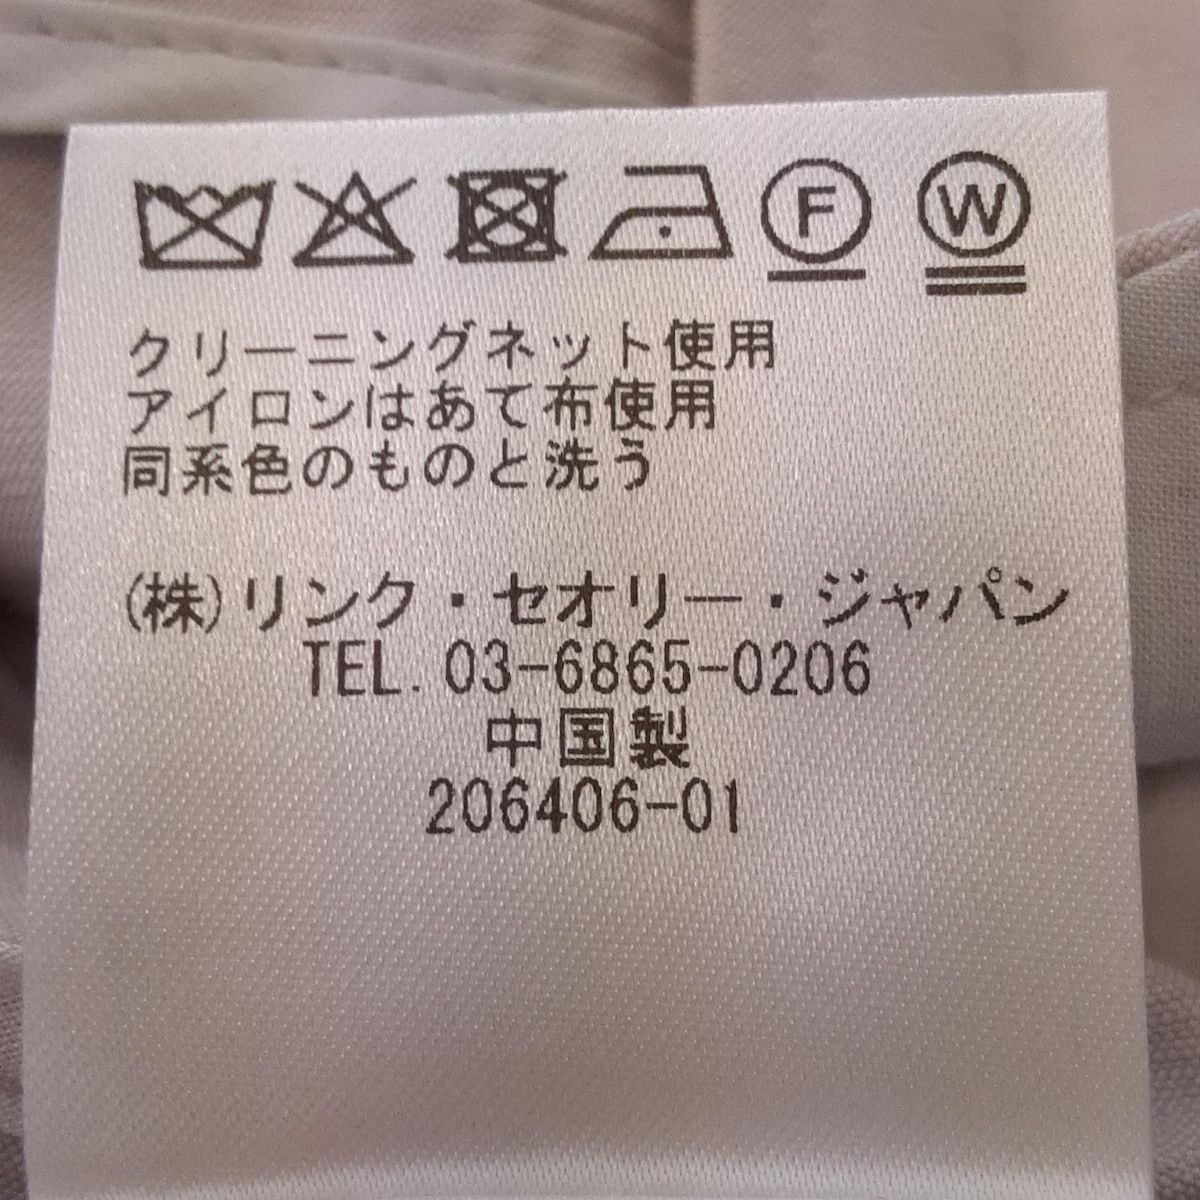 F W
クリーニングネット使用
アイロンはあて布使用
同系色のものと洗う
(株)リンク・セオリー・ジャパン
TEL. 03-6865-0206
中国製
206406-01